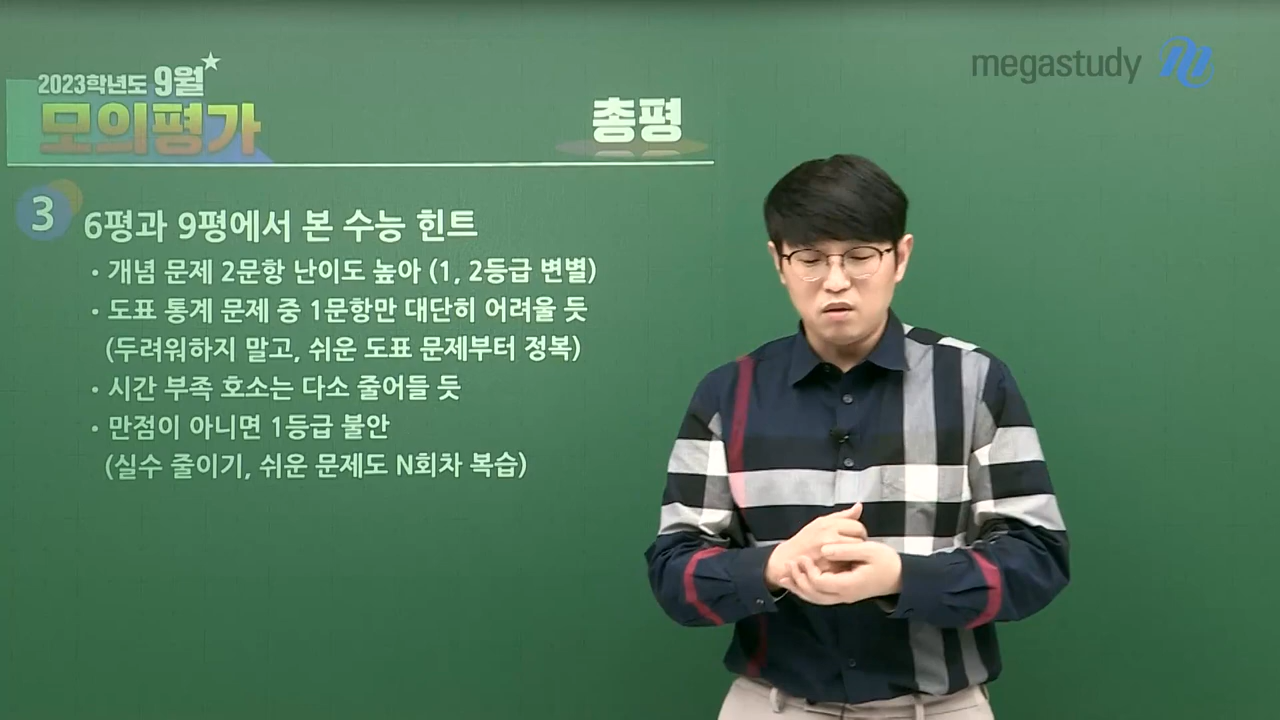 2023학년도 9월
모의평가
총평
megastudy
3
6평과 9평에서 본 수능 힌트
• 개념 문제 2문항 난이도 높아 (1, 2등급 변별)
• 도표 통계 문제 중 1문항만 대단히 어려울 듯
(두려워하지 말고, 쉬운 도표 문제부터 정복)
• 시간 부족 호소는 다소 줄어들 듯
• 만점이 아니면 1등급 불안
(실수 줄이기, 쉬운 문제도 N회차 복습)